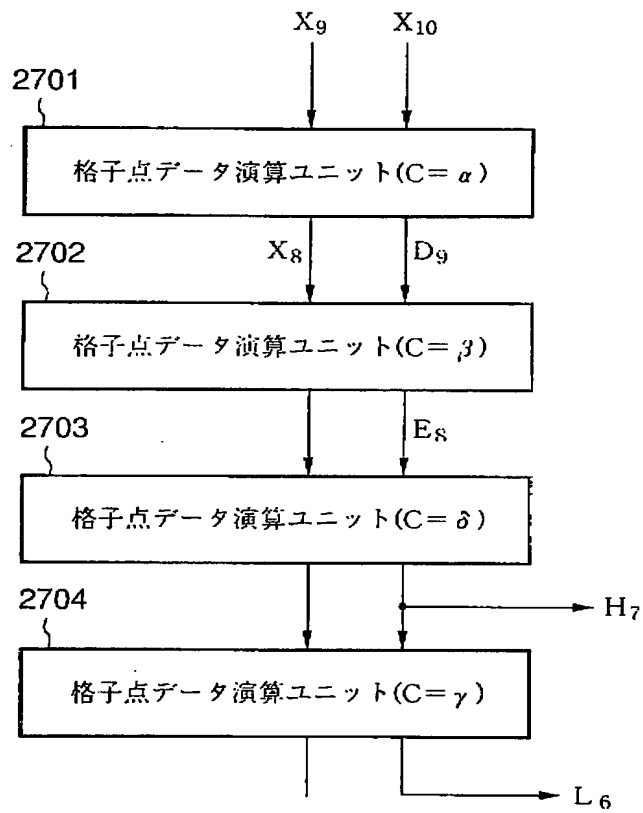 X₉ X₁₀
2701
格子点データ演算ユニット(C=α)
2702
X₈ D₉
格子点データ演算ユニット(C=β)
2703
E₈
格子点データ演算ユニット(C=δ)
2704
H₇
格子点データ演算ユニット(C=γ)
L₆